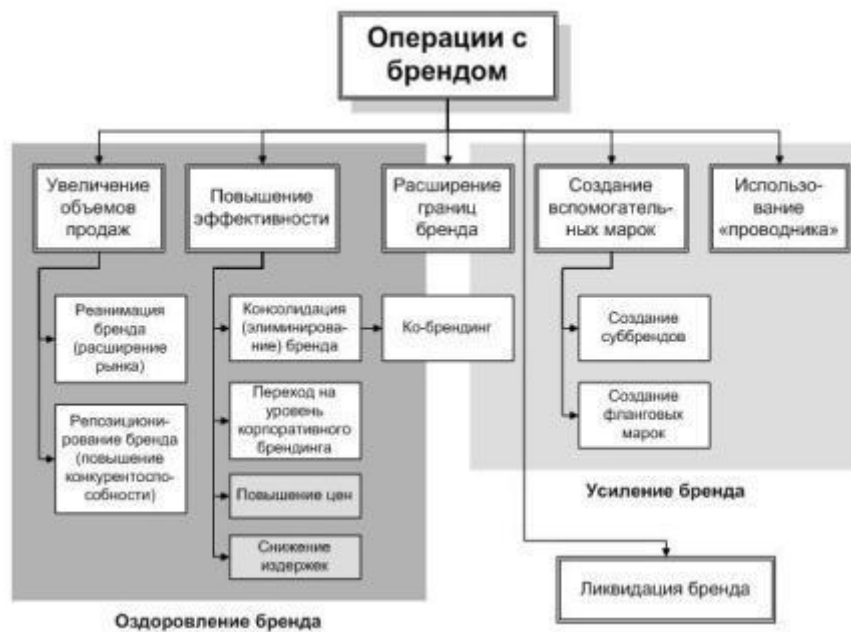 Операции с
брендом
Увеличение
объемов
продаж
Повышение
эффективности
Расширение
границ
бренда
Создание
вспомогатель-
ных марок
Использо-
вание
«проводника»
Реанимация
бренда
(расширение
рынка)
Репозициони-
рование бренда
(повышение
конкурентоспо-
собности)
Консолидация
(элиминирова-
ние) бренда
Ко-брендинг
Переход на
уровень
корпоративного
брендинга
Повышение цен
Снижение
издержек
Создание
суббрендов
Создание
фланговых
марок
Усиление бренда
Ликвидация бренда
Оздоровление бренда